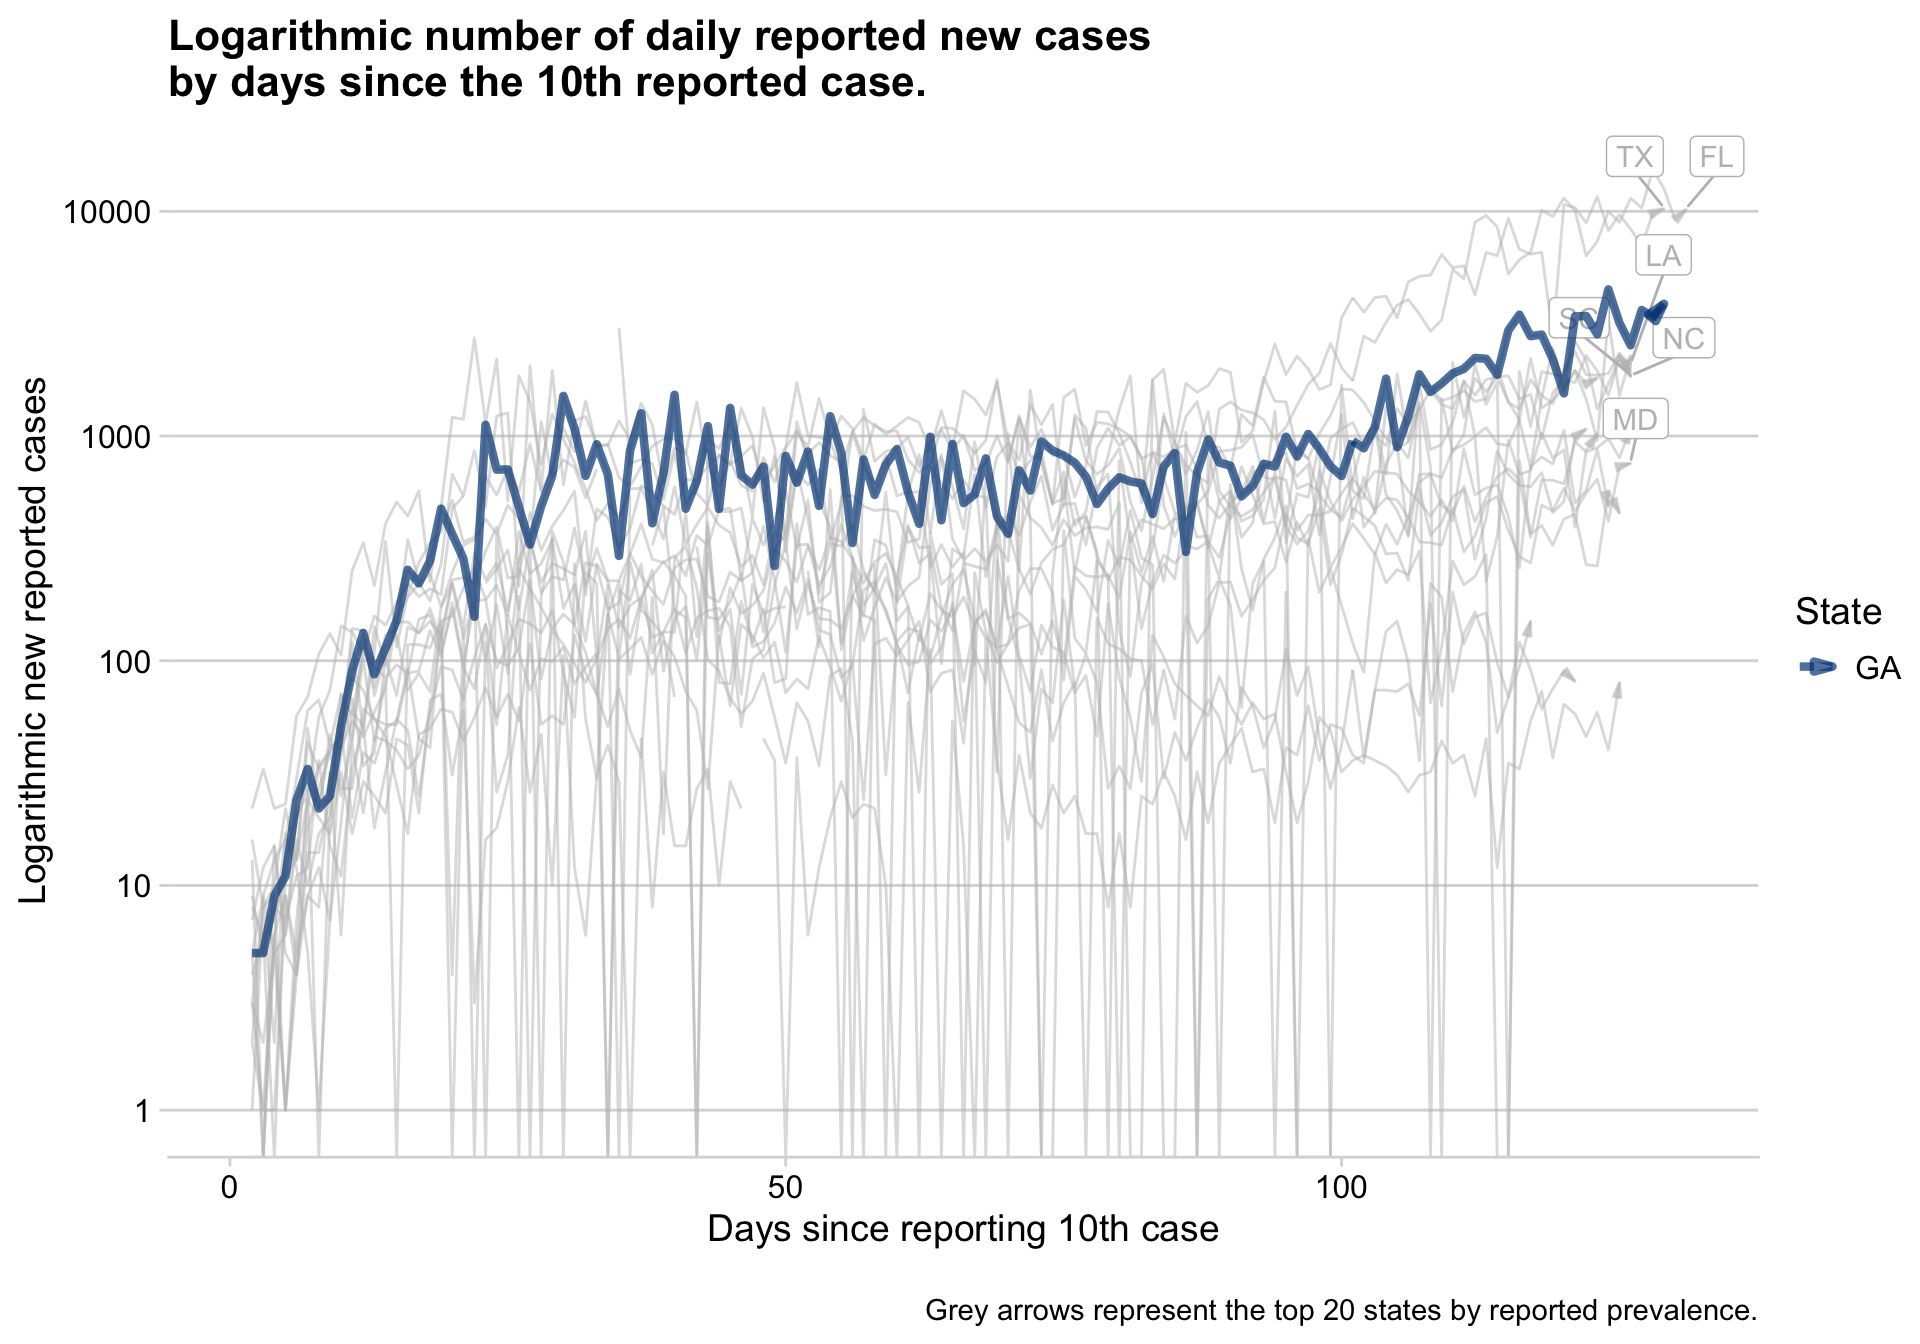 Logarithmic number of daily reported new cases
by days since the 10th reported case.
TX
FL
10000
LA
SC
NC
1000
MD
Logarithmic new reported cases
State
GA
100
10
1
0
50
100
Days since reporting 10th case
Grey arrows represent the top 20 states by reported prevalence.